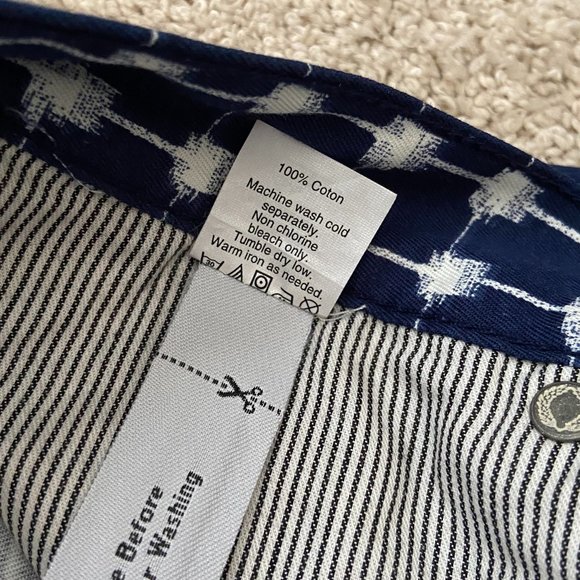 100% Coton
Machine wash cold
separately.
Non chlorine
bleach only.
Tumble dry low.
Warm iron as needed.
30
Before
Washing